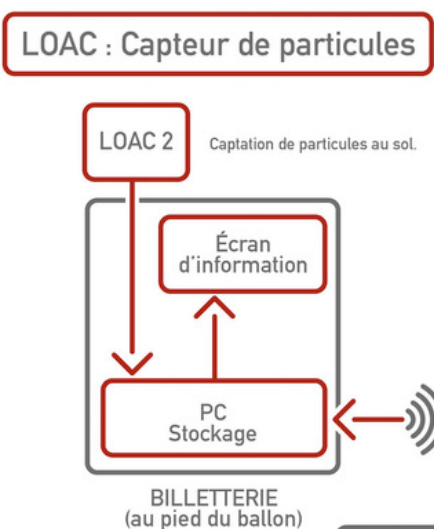 LOAC : Capteur de particules
LOAC 2
Captation de particules au sol.
Écran
d'information
PC
Stockage
BILLETTERIE
(au pied du ballon)